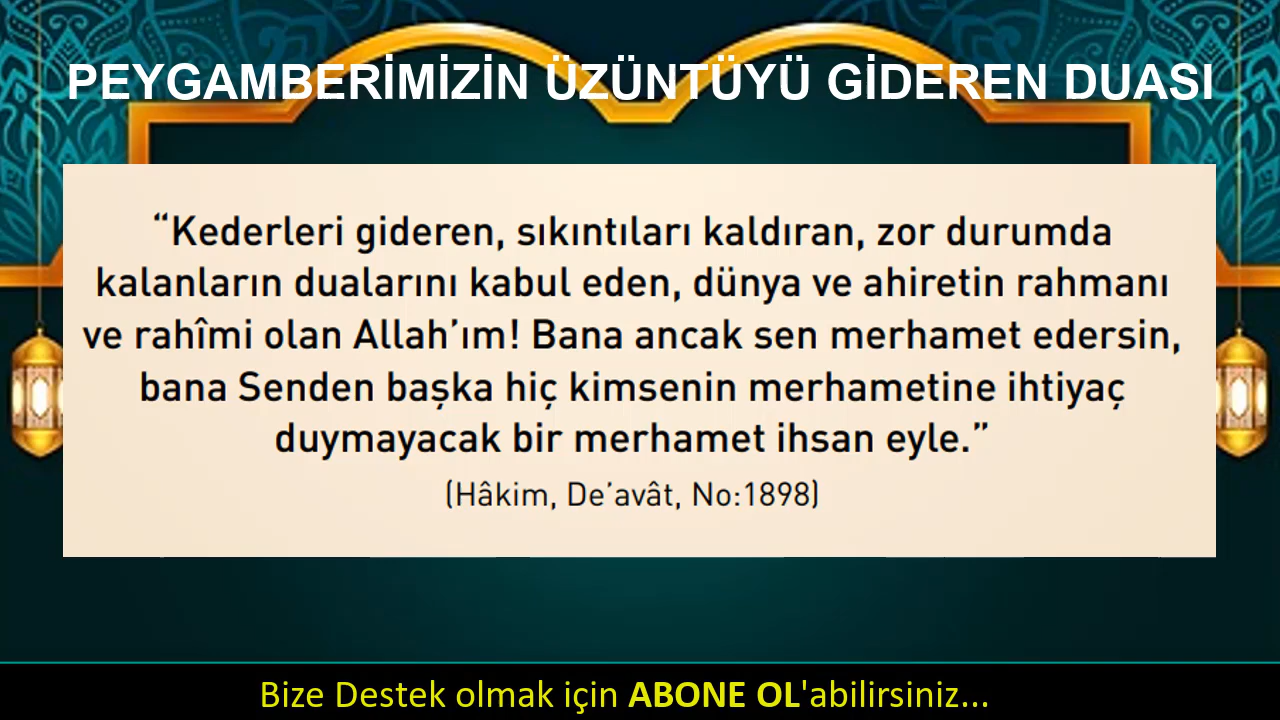 PEYGAMBERİMİZİN ÜZÜNTÜYÜ GİDEREN DUASI
“Kederleri gideren, sıkıntıları kaldıran, zor durumda
kalanların dualarını kabul eden, dünya ve ahiretin rahmanı
ve rahîmi olan Allah’ım! Bana ancak sen merhamet edersin,
bana Senden başka hiç kimsenin merhametine ihtiyaç
duymayacak bir merhamet ihsan eyle.”
(Hâkim, De’avât, No:1898)
Bize Destek olmak için ABONE OL'abilirsiniz...